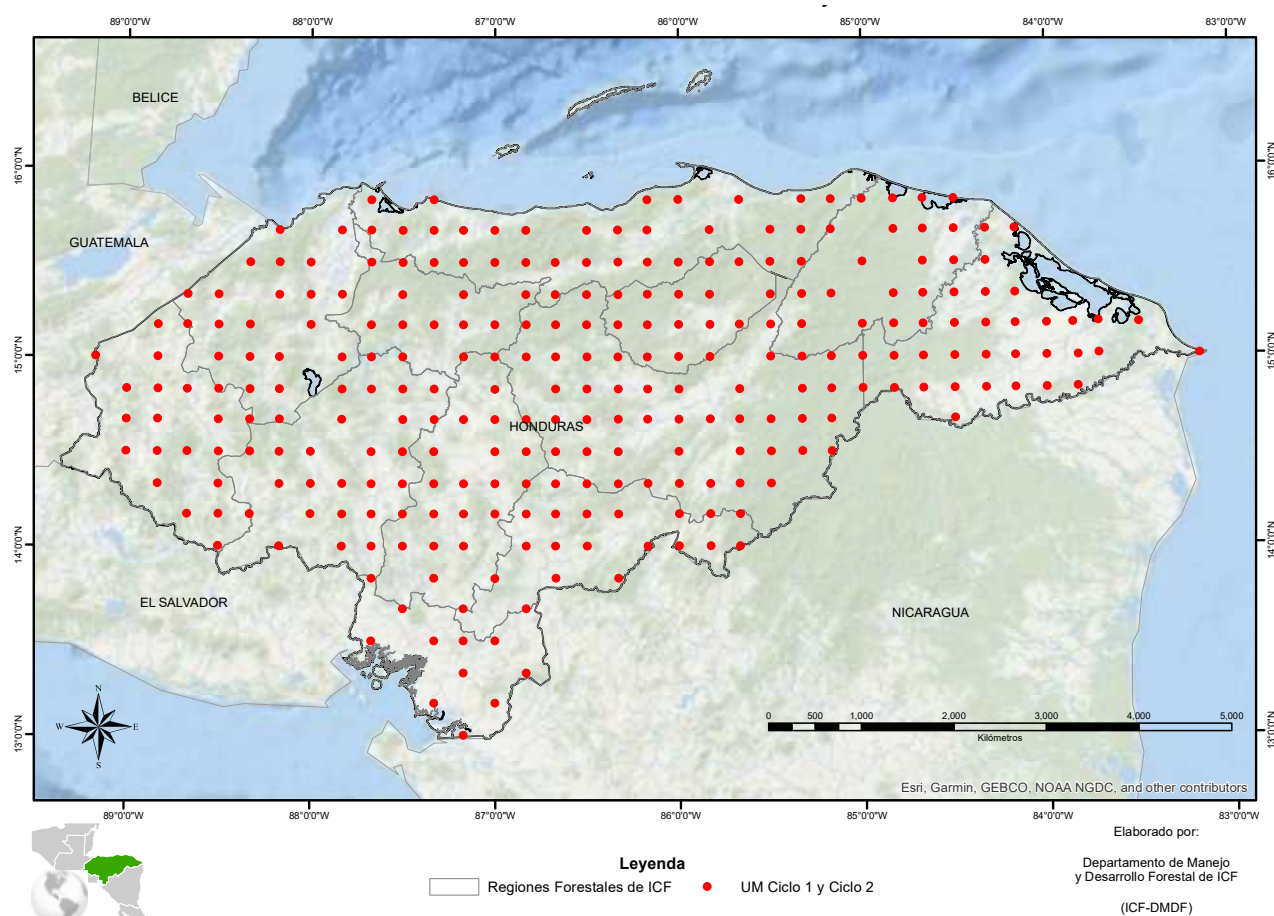 89°0'0"W 88°0'0"W 87°0'0"W 86°0'0"W 85°0'0"W 84°0'0"W 83°0'0"W
BELICE
16°0'0"N 16°0'0"N
GUATEMALA
15°0'0"N 15°0'0"N
HONDURAS
14°0'0"N 14°0'0"N
EL SALVADOR
NICARAGUA
N
W E
S
13°0'0"N 13°0'0"N
0 500 1,000 2,000 3,000 4,000 5,000
Kilómetros
Esri, Garmin, GEBCO, NOAA NGDC, and other contributors
89°0'0"W 88°0'0"W 87°0'0"W 86°0'0"W 85°0'0"W 84°0'0"W 83°0'0"W
Elaborado por:
Departamento de Manejo
y Desarrollo Forestal de ICF
(ICF-DMDF)
Leyenda
Regiones Forestales de ICF UM Ciclo 1 y Ciclo 2